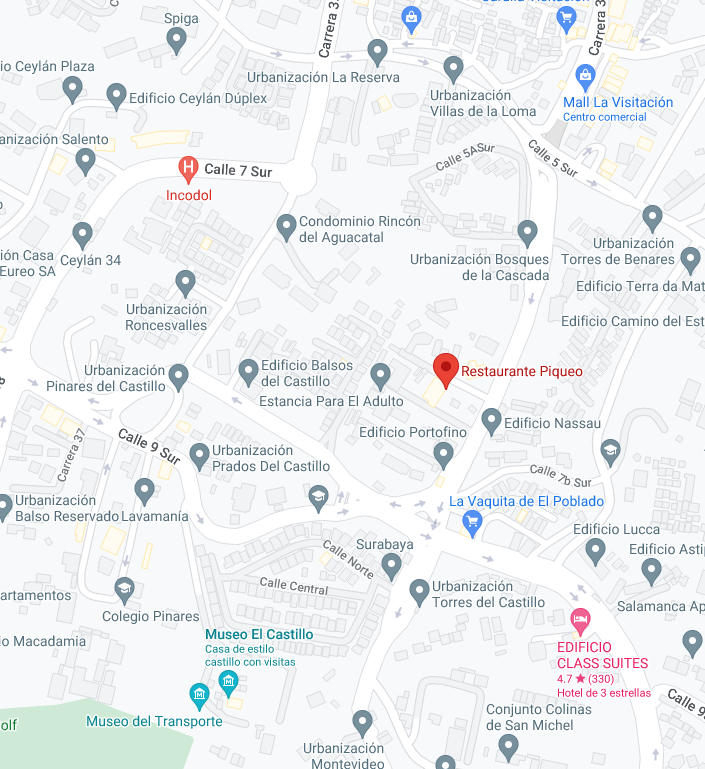 Spiga
Carrera 3
Carrera 3
io Ceylán Plaza
Urbanización La Reserva
Edificio Ceylán Dúplex
Urbanización
Villas de la Loma
Mall La Visitación
Centro comercial
anización Salento
Calle 5ASur
Calle 5 Sur
Calle 7 Sur
Incodol
Condominio Rincón
del Aguacatal
ión Casa
Eureo SA
Ceylán 34
Urbanización Bosques
de la Cascada
Urbanización
Torres de Benares
Edificio Terra da Mat
Urbanización
Roncesvalles
Edificio Camino del Est
Urbanización
Pinares del Castillo
Edificio Balsos
del Castillo
Restaurante Piqueo
Estancia Para El Adulto
Edificio Nassau
Edificio Portofino
Calle 9 Sur
Carrera 37
Urbanización
Prados Del Castillo
Calle 7b Sur
Urbanización
Balso Reservado
Lavamanía
La Vaquita de El Poblado
Edificio Lucca
Surabaya
Calle Norte
Edificio Astip
Calle Central
Urbanización
Torres del Castillo
partamentos
Colegio Pinares
Salamanca Ap
io Macadamia
Museo El Castillo
Casa de estilo
castillo con visitas
EDIFICIO
CLASS SUITES
4.7 ★ (330)
Hotel de 3 estrellas
Museo del Transporte
olf
Calle 9
Conjunto Colinas
de San Michel
Urbanización
Montevideo